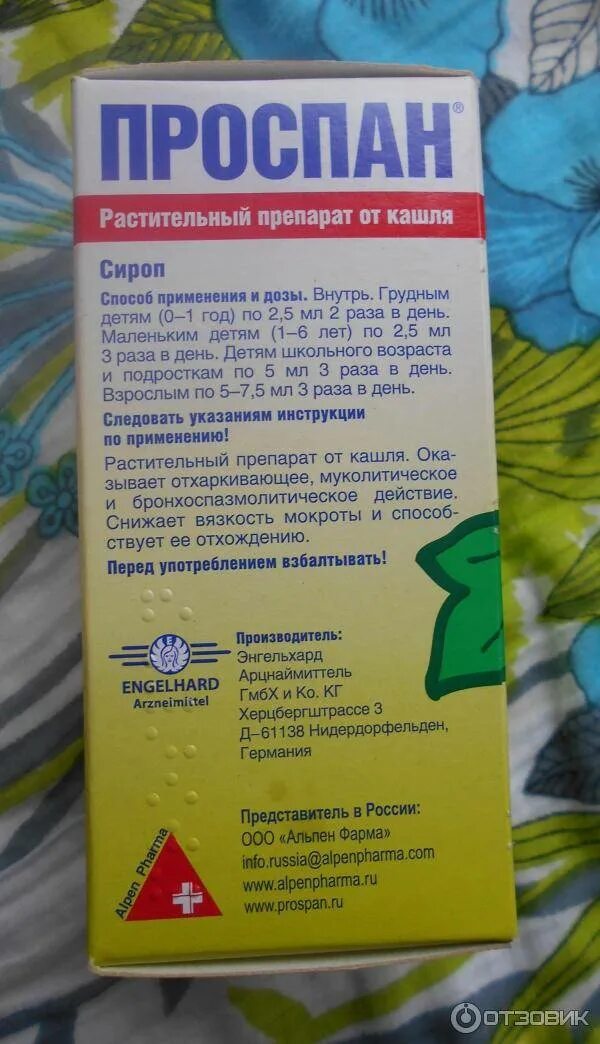 ПРОСПАН®
Растительный препарат от кашля
Сироп
Способ применения и дозы. Внутрь. Грудным
детям (0–1 год) по 2,5 мл 2 раза в день.
Маленьким детям (1–6 лет) по 2,5 мл
3 раза в день. Детям школьного возраста
и подросткам по 5 мл 3 раза в день.
Взрослым по 5–7,5 мл 3 раза в день.
Следовать указаниям инструкции
по применению!
Растительный препарат от кашля. Ока-
зывает отхаркивающее, муколитическое
и бронхоспазмолитическое действие.
Снижает вязкость мокроты и способ-
ствует ее отхождению.
Перед употреблением взбалтывать!
ENGELHARD
Arzneimittel
Производитель:
Энгельхард
Арцнаймиттель
ГмбХ и Ко. КГ
Херцбергштрассе 3
Д–61138 Нидердорфельден,
Германия
Alpen Pharma
Представитель в России:
ООО «Альпен Фарма»
info.russia@alpenpharma.com
www.alpenpharma.ru
www.prospan.ru
ОТЗОВИК